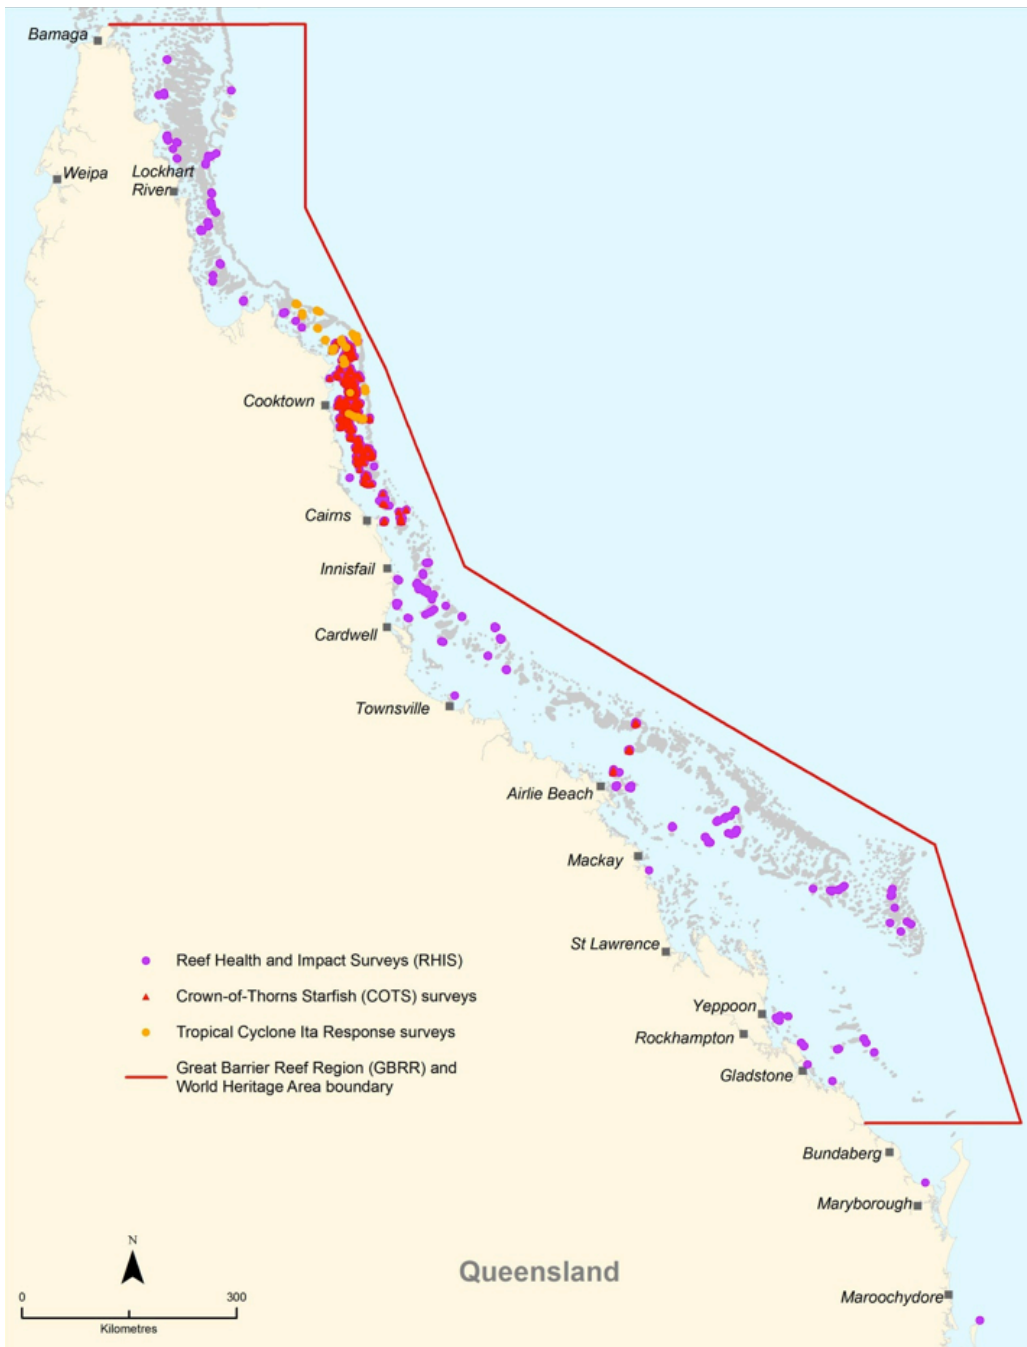 Bamaga
Weipa
Lockhart
River
Cooktown
Cairns
Innisfail
Cardwell
Townsville
Airlie Beach
Mackay
St Lawrence
Reef Health and Impact Surveys (RHIS)
Crown-of-Thorns Starfish (COTS) surveys
Yeppoon
Tropical Cyclone Ita Response surveys
Rockhampton
Great Barrier Reef Region (GBRR) and
World Heritage Area boundary
Gladstone
Bundaberg
Maryborough
N
Queensland
Maroochydore
0 300
Kilometres